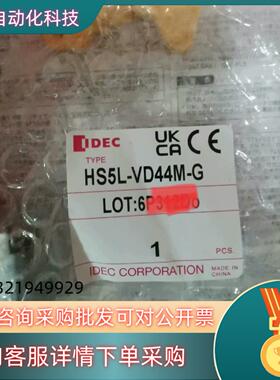 自动化科技
IDEC
UK
CA
CE
TYPE
HS5L-VD44M-G
LOT:6P312D6
1
PCS.
IDEC CORPORATION
MADE IN
CHINA
321949929
咨询采购批发可对公开票
客服详情下单采购